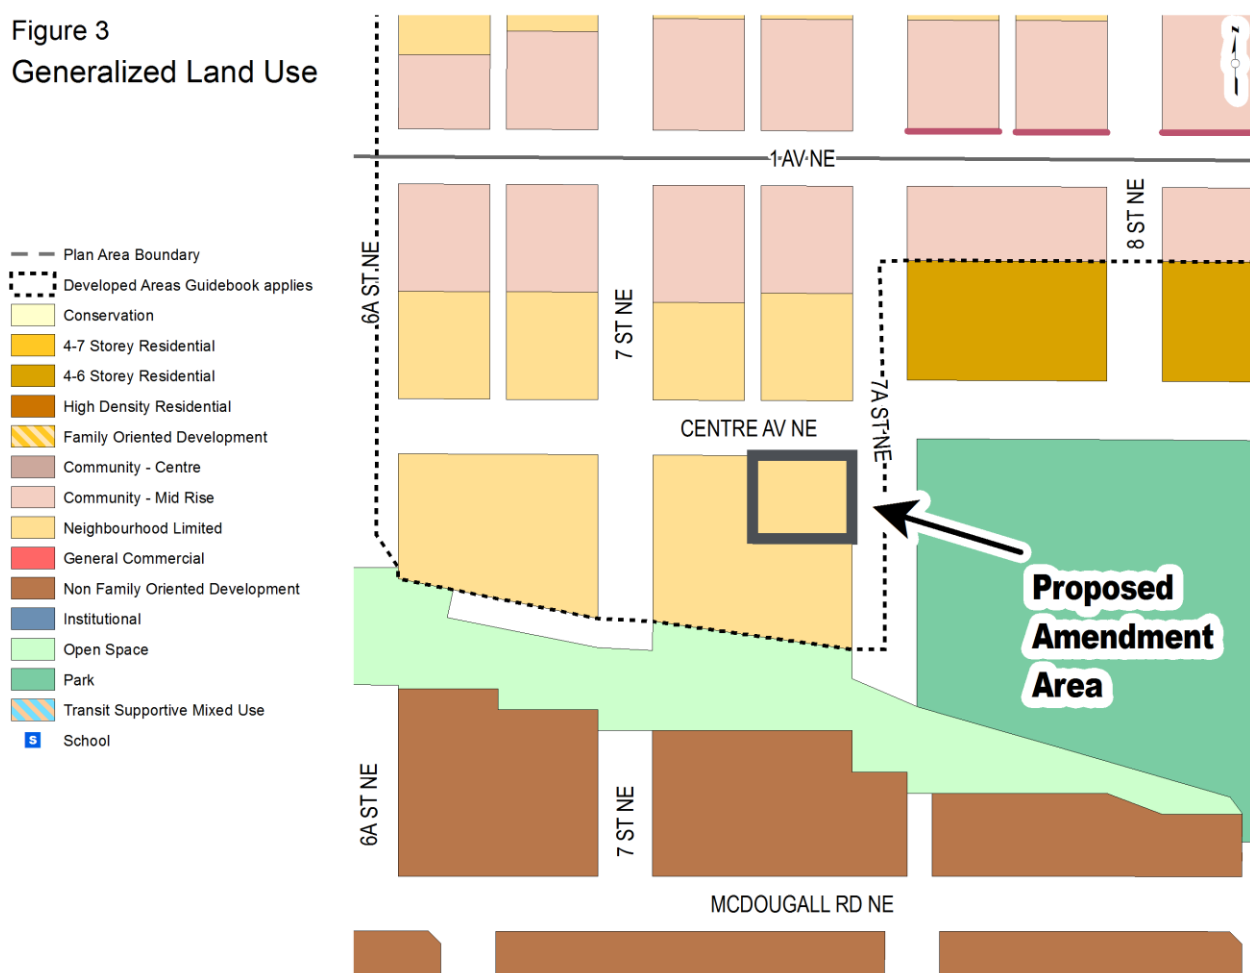 Figure 3
Generalized Land Use
Plan Area Boundary
Developed Areas Guidebook applies
Conservation
4-7 Storey Residential
4-6 Storey Residential
High Density Residential
Family Oriented Development
Community - Centre
Community - Mid Rise
Neighbourhood Limited
General Commercial
Non Family Oriented Development
Institutional
Open Space
Park
Transit Supportive Mixed Use
S
School
N
1 AV NE
6A ST NE
7 ST NE
8 ST NE
7A ST NE
CENTRE AV NE
Proposed
Amendment
Area
6A ST NE
7 ST NE
MCDOUGALL RD NE